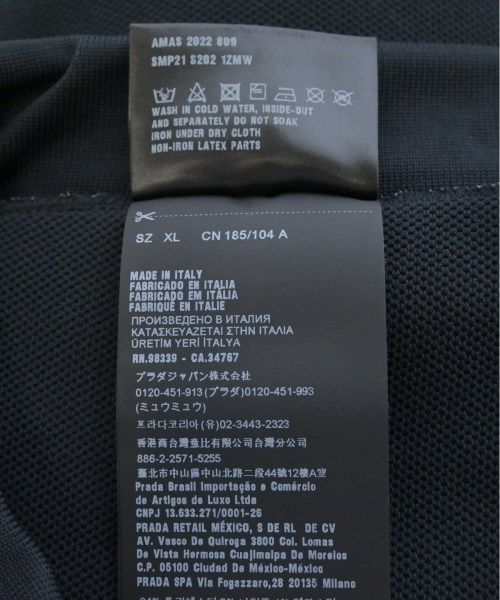 AMAS 2022 809
SMP21 S202 1ZMW
WASH IN COLD WATER, INSIDE-OUT
AND SEPARATELY DO NOT SOAK
IRON UNDER DRY CLOTH
NON-IRON LATEX PARTS
SZ XL CN 185/104 A
MADE IN ITALY
FABRICADO EN ITALIA
FABRICADO EM ITÁLIA
FABRIQUÉ EN ITALIE
ПРОИЗВЕДЕНО В ИТАЛИЯ
ΚΑΤΑΣΚΕΥΑΖΕΤΑΙ ΣΤΗΝ ΙΤΑΛΙΑ
ÜRETİM YERİ İTALYA
RN.98339 - CA.34767
プラダジャパン株式会社
0120-451-913(プラダ)/0120-451-993
(ミュウミュウ)
프라다코리아 (유)02-3443-2323
香港商台灣意比有限公司台灣分公司
886-2-2571-5255
臺北市中山區中山北路二段44號12樓A室
Prada Brasil Importação e Comércio
de Artigos de Luxo Ltda
CNPJ 13.633.271/0001-26
PRADA RETAIL MÉXICO, S DE RL DE CV
AV. Vasco De Quiroga 3800 Col. Lomas
De Vista Hermosa Cuajimalpa De Morelos
C.P. 05100 Ciudad De México-México
PRADA SPA Via Fogazzaro,28 20135 Milano